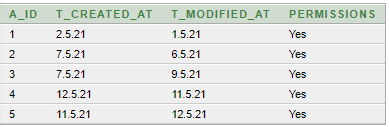 A_ID T_CREATED_AT T_MODIFIED_AT PERMISSIONS
1 2.5.21 1.5.21 Yes
2 7.5.21 6.5.21 Yes
3 7.5.21 9.5.21 Yes
4 12.5.21 11.5.21 Yes
5 11.5.21 12.5.21 Yes